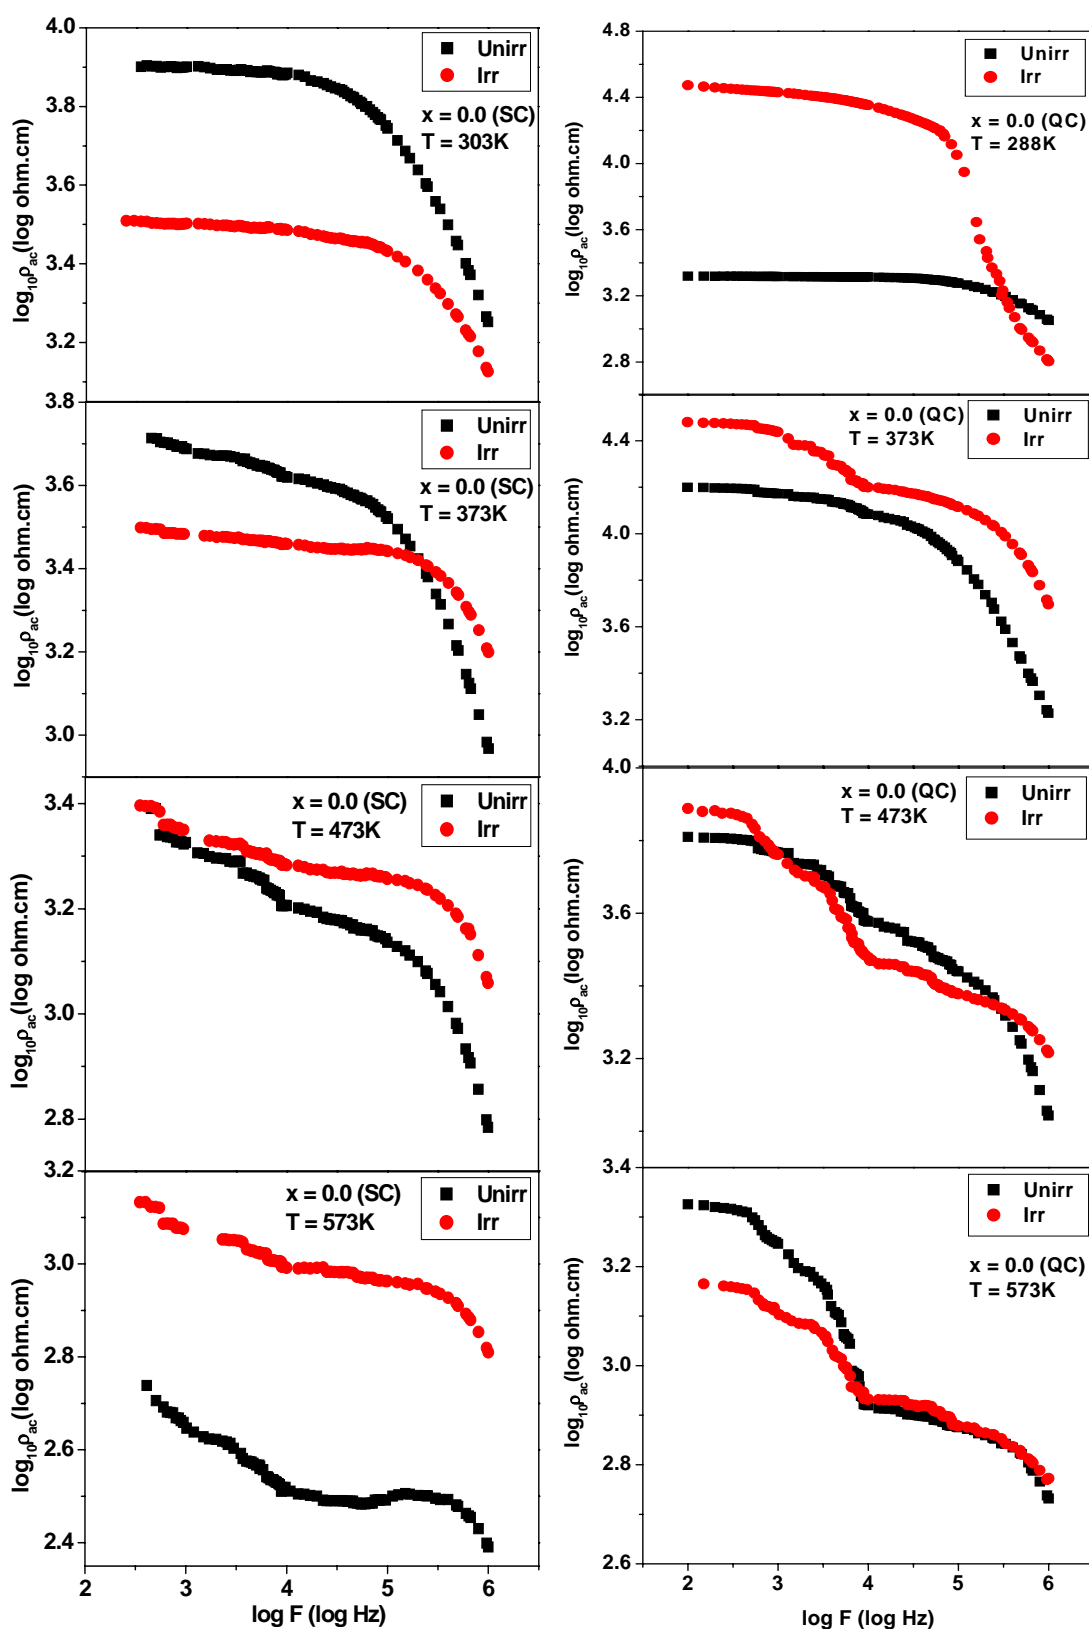 4.0
3.8
3.6
3.4
3.2
3.8
log₁₀ρac(log ohm.cm)
Unirr
Irr
x = 0.0 (SC)
T = 303K
4.8
4.4
4.0
3.6
3.2
2.8
log₁₀ρac(log ohm.cm)
Unirr
Irr
x = 0.0 (QC)
T = 288K
3.6
3.4
3.2
3.0
log₁₀ρac(log ohm.cm)
Unirr
Irr
x = 0.0 (SC)
T = 373K
4.4
4.0
3.6
3.2
4.0
log₁₀ρac(log ohm.cm)
x = 0.0 (QC)
T = 373K
Unirr
Irr
3.4
3.2
3.0
2.8
3.2
log₁₀ρac(log ohm.cm)
x = 0.0 (SC)
T = 473K
Unirr
Irr
3.6
3.2
3.4
log₁₀ρac(log ohm.cm)
x = 0.0 (QC)
T = 473K
Unirr
Irr
3.0
2.8
2.6
2.4
log₁₀ρac(log ohm.cm)
x = 0.0 (SC)
T = 573K
Unirr
Irr
2 3 4 5 6
log F (log Hz)
3.2
3.0
2.8
2.6
log₁₀ρac(log ohm.cm)
Unirr
Irr
x = 0.0 (QC)
T = 573K
2 3 4 5 6
log F (log Hz)